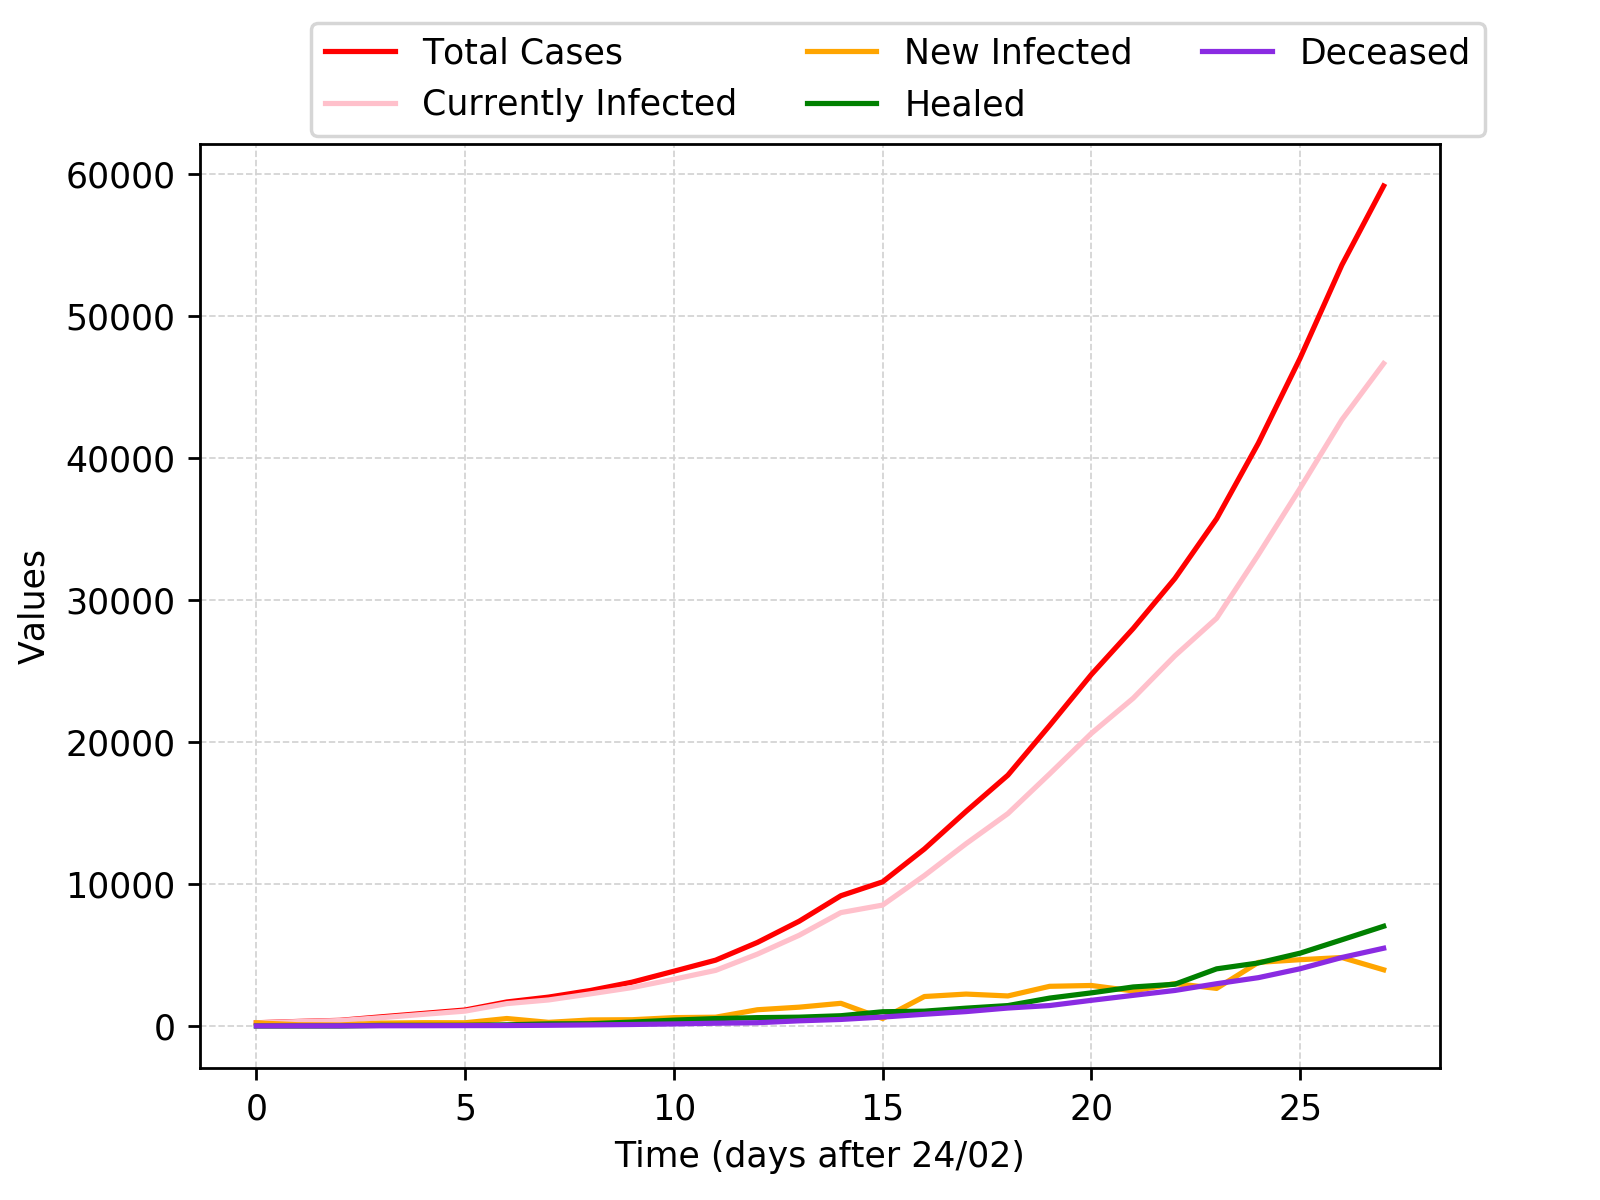 Total Cases New Infected Deceased
Currently Infected Healed
60000
50000
40000
30000
20000
10000
0
Values
0 5 10 15 20 25
Time (days after 24/02)